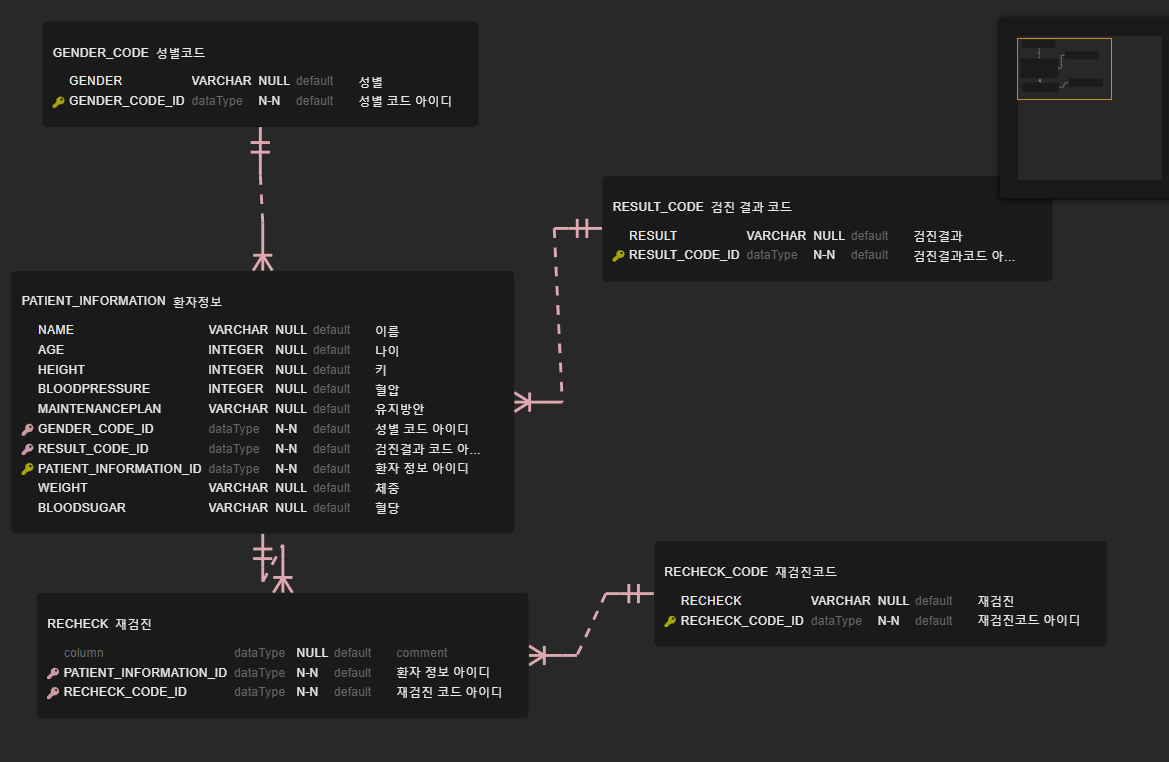 GENDER_CODE 성별코드
GENDER VARCHAR NULL default 성별
GENDER_CODE_ID dataType N-N default 성별 코드 아이디
RESULT_CODE 검진 결과 코드
RESULT VARCHAR NULL default 검진결과
RESULT_CODE_ID dataType N-N default 검진결과코드 아...
PATIENT_INFORMATION 환자정보
NAME VARCHAR NULL default 이름
AGE INTEGER NULL default 나이
HEIGHT INTEGER NULL default 키
BLOODPRESSURE INTEGER NULL default 혈압
MAINTENANCEPLAN VARCHAR NULL default 유지방안
GENDER_CODE_ID dataType N-N default 성별 코드 아이디
RESULT_CODE_ID dataType N-N default 검진결과 코드 아...
PATIENT_INFORMATION_ID dataType N-N default 환자 정보 아이디
WEIGHT VARCHAR NULL default 체중
BLOODSUGAR VARCHAR NULL default 혈당
RECHECK_CODE 재검진코드
RECHECK VARCHAR NULL default 재검진
RECHECK_CODE_ID dataType N-N default 재검진코드 아이디
RECHECK 재검진
column dataType NULL default comment
PATIENT_INFORMATION_ID dataType N-N default 환자 정보 아이디
RECHECK_CODE_ID dataType N-N default 재검진 코드 아이디